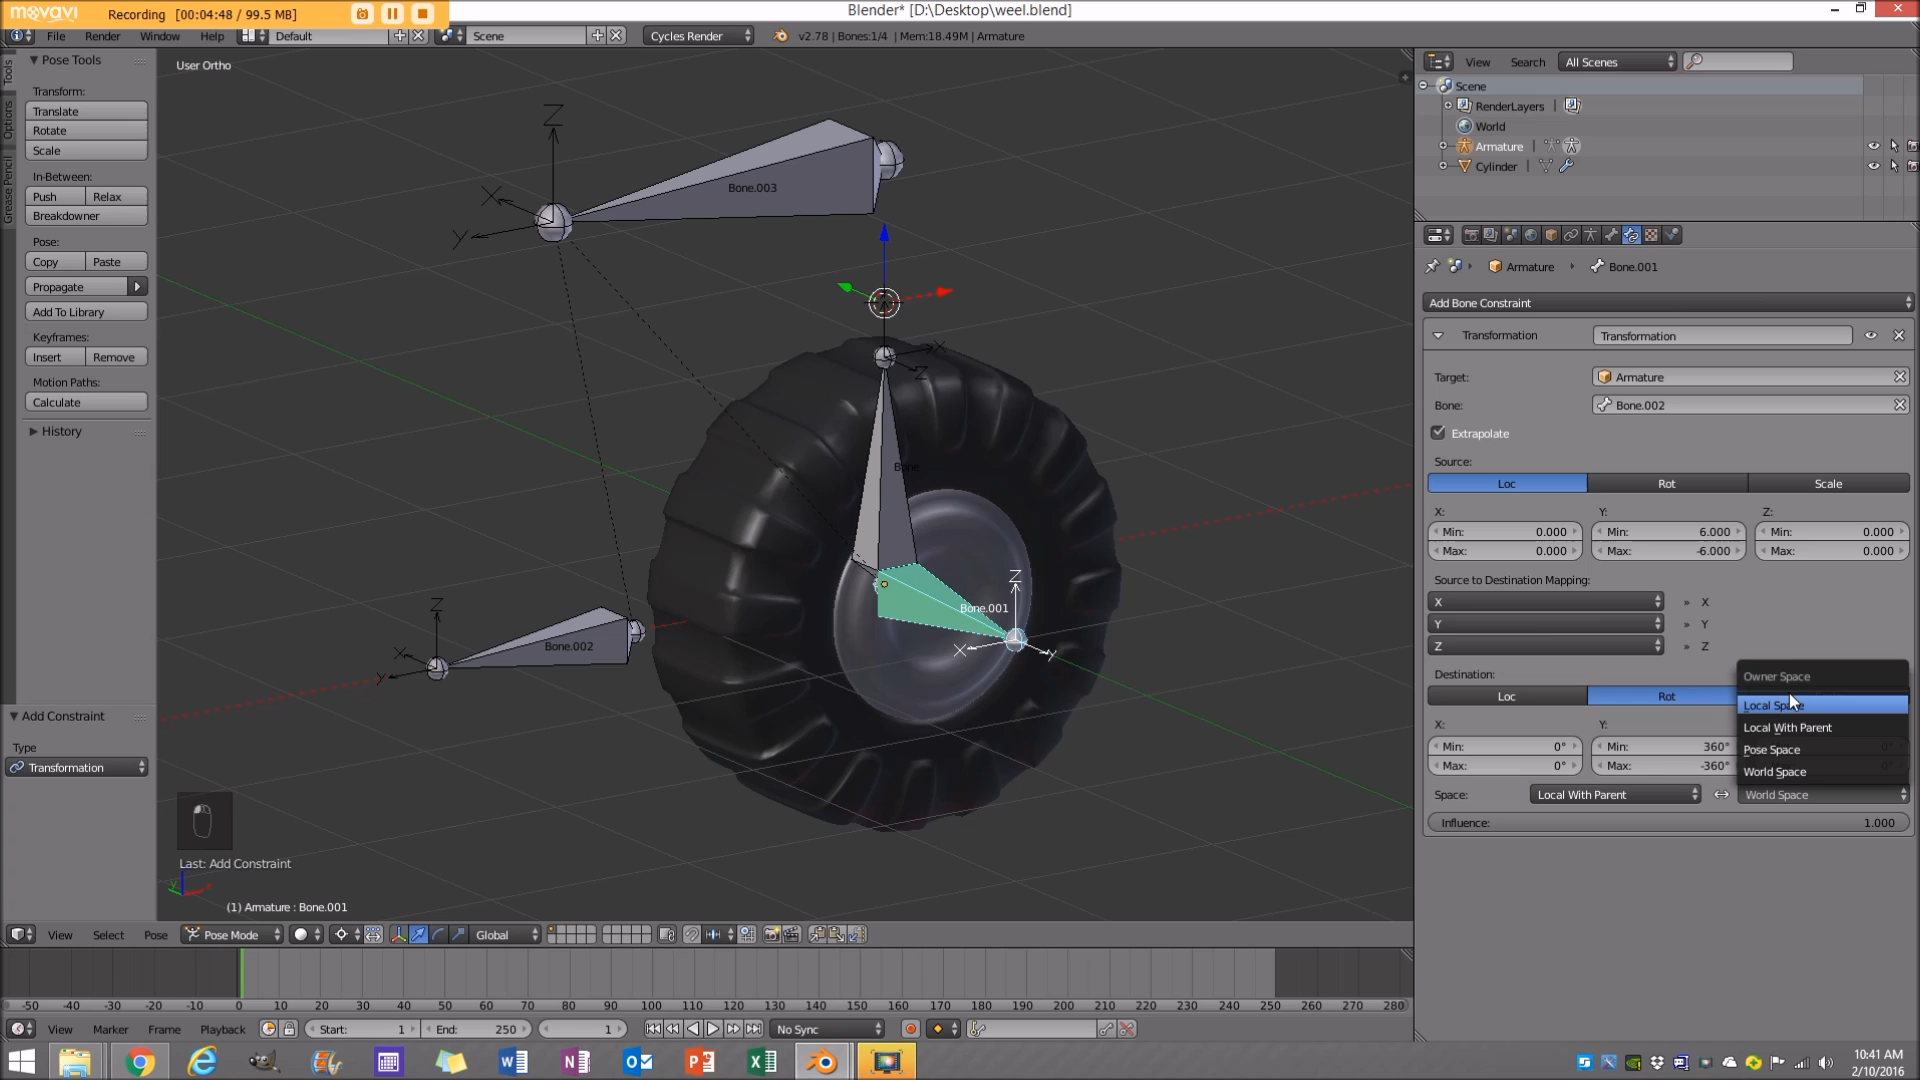 movavi Recording [00:04:48 / 99.5 MB] Blender* [D:\Desktop\weel.blend]
File Render Window Help Default Scene Cycles Render v2.78 | Bones:1/4 | Mem:18.49M | Armature
Tools
Options
Grease Pencil
Pose Tools
Transform:
Translate
Rotate
Scale
In-Between:
Push Relax
Breakdowner
Pose:
Copy Paste
Propagate
Add To Library
Keyframes:
Insert Remove
Motion Paths:
Calculate
History
Add Constraint
Type
Transformation
User Ortho
Z
X
Y
Bone.003
X
Z
Bone
Z
Bone.001
X
Y
Z
X
Y
Bone.002
Last: Add Constraint
(1) Armature : Bone.001
View Select Pose Pose Mode Global
-50 -40 -30 -20 -10 0 10 20 30 40 50 60 70 80 90 100 110 120 130 140 150 160 170 180 190 200 210 220 230 240 250 260 270 280
View Marker Frame Playback Start: 1 End: 250 1 No Sync
View Search All Scenes
Scene
RenderLayers
World
Armature
Cylinder
Armature Bone.001
Add Bone Constraint
Transformation Transformation
Target: Armature
Bone: Bone.002
Extrapolate
Source:
Loc Rot Scale
X: Y: Z:
Min: 0.000 Min: 6.000 Min: 0.000
Max: 0.000 Max: -6.000 Max: 0.000
Source to Destination Mapping:
X » X
Y » Y
Z » Z
Destination:
Loc Rot
X: Y:
Min: 0° Min: 360°
Max: 0° Max: -360°
Owner Space
Local Space
Local With Parent
Pose Space
World Space
Space: Local With Parent World Space
Influence: 1.000
10:41 AM
2/10/2016